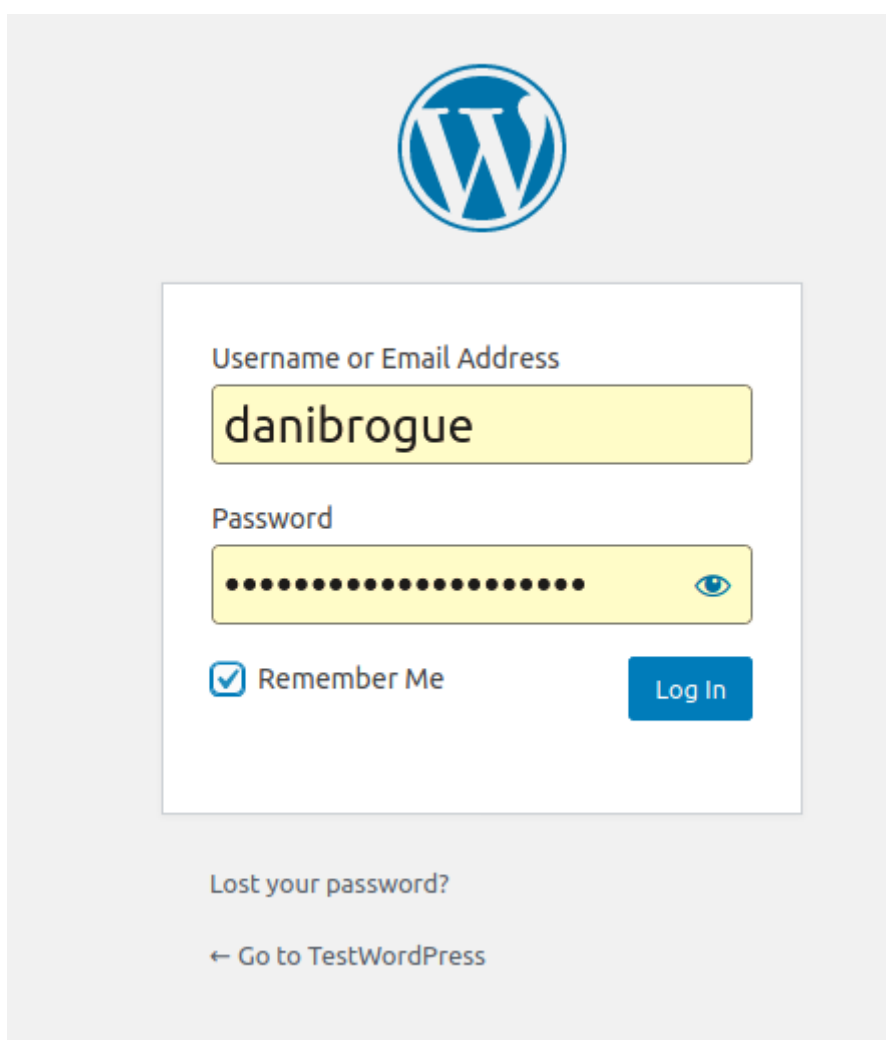 Username or Email Address
danibrogue
Password
•••••••••••••••••••••
Remember Me
Log In
Lost your password?
← Go to TestWordPress